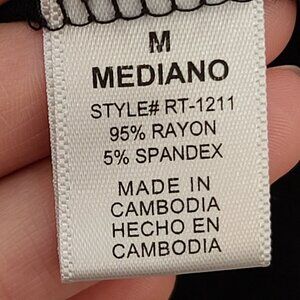 M
MEDIANO
STYLE# RT-1211
95% RAYON
5% SPANDEX
MADE IN
CAMBODIA
HECHO EN
CAMBODIA